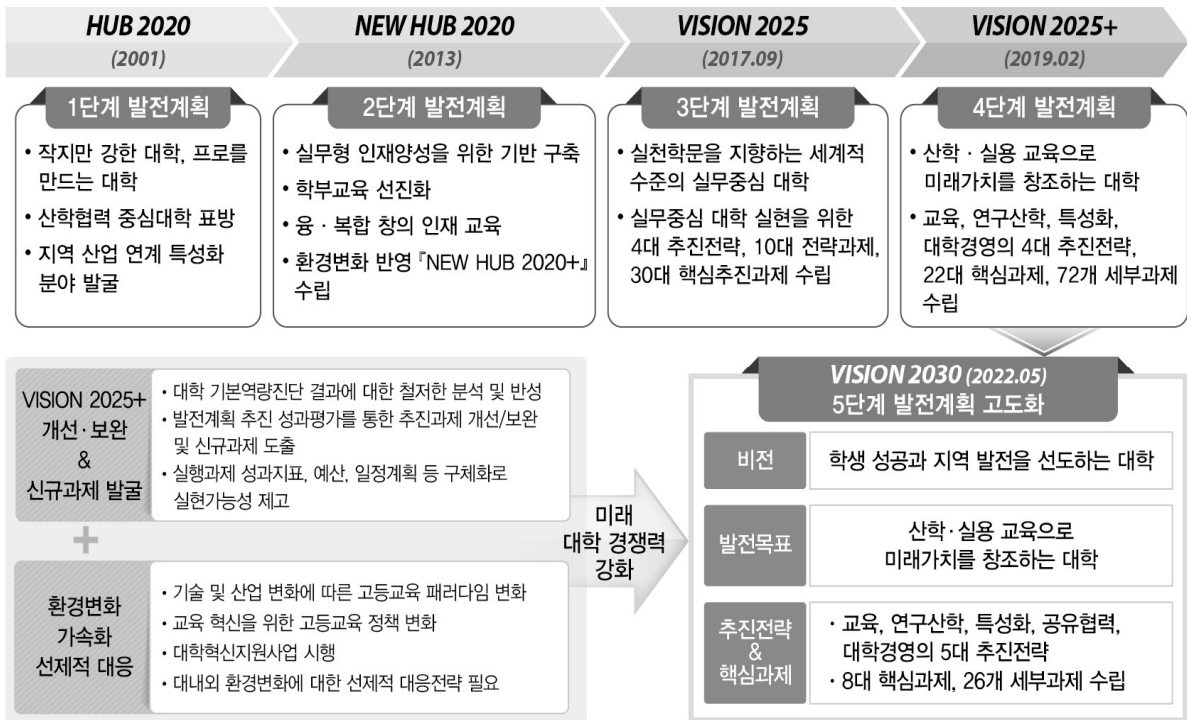 HUB 2020
(2001)
NEW HUB 2020
(2013)
VISION 2025
(2017.09)
VISION 2025+
(2019.02)
1단계 발전계획
• 작지만 강한 대학, 프로를
만드는 대학
• 산학협력 중심대학 표방
• 지역 산업 연계 특성화
분야 발굴
2단계 발전계획
• 실무형 인재양성을 위한 기반 구축
• 학부교육 선진화
• 융 · 복합 창의 인재 교육
• 환경변화 반영 『NEW HUB 2020+』
수립
3단계 발전계획
• 실천학문을 지향하는 세계적
수준의 실무중심 대학
• 실무중심 대학 실현을 위한
4대 추진전략, 10대 전략과제,
30대 핵심추진과제 수립
4단계 발전계획
• 산학 · 실용 교육으로
미래가치를 창조하는 대학
• 교육, 연구산학, 특성화,
대학경영의 4대 추진전략,
22대 핵심과제, 72개 세부과제
수립
VISION 2025+
개선·보완
&
신규과제 발굴
• 대학 기본역량진단 결과에 대한 철저한 분석 및 반성
• 발전계획 추진 성과평가를 통한 추진과제 개선/보완
및 신규과제 도출
• 실행과제 성과지표, 예산, 일정계획 등 구체화로
실현가능성 제고
+
환경변화
가속화
선제적 대응
• 기술 및 산업 변화에 따른 고등교육 패러다임 변화
• 교육 혁신을 위한 고등교육 정책 변화
• 대학혁신지원사업 시행
• 대내외 환경변화에 대한 선제적 대응전략 필요
미래
대학 경쟁력
강화
VISION 2030 (2022.05)
5단계 발전계획 고도화
비전
학생 성공과 지역 발전을 선도하는 대학
발전목표
산학·실용 교육으로
미래가치를 창조하는 대학
추진전략
&
핵심과제
· 교육, 연구산학, 특성화, 공유협력,
대학경영의 5대 추진전략
· 8대 핵심과제, 26개 세부과제 수립